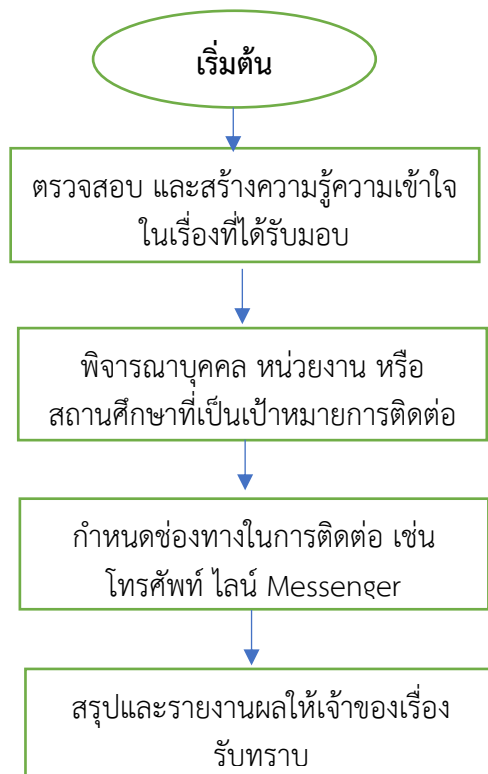 เริ่มต้น
ตรวจสอบ และสร้างความรู้ความเข้าใจ
ในเรื่องที่ได้รับมอบ
พิจารณาบุคคล หน่วยงาน หรือ
สถานศึกษาที่เป็นเป้าหมายการติดต่อ
กำหนดช่องทางในการติดต่อ เช่น
โทรศัพท์ ไลน์ Messenger
สรุปและรายงานผลให้เจ้าของเรื่อง
รับทราบ